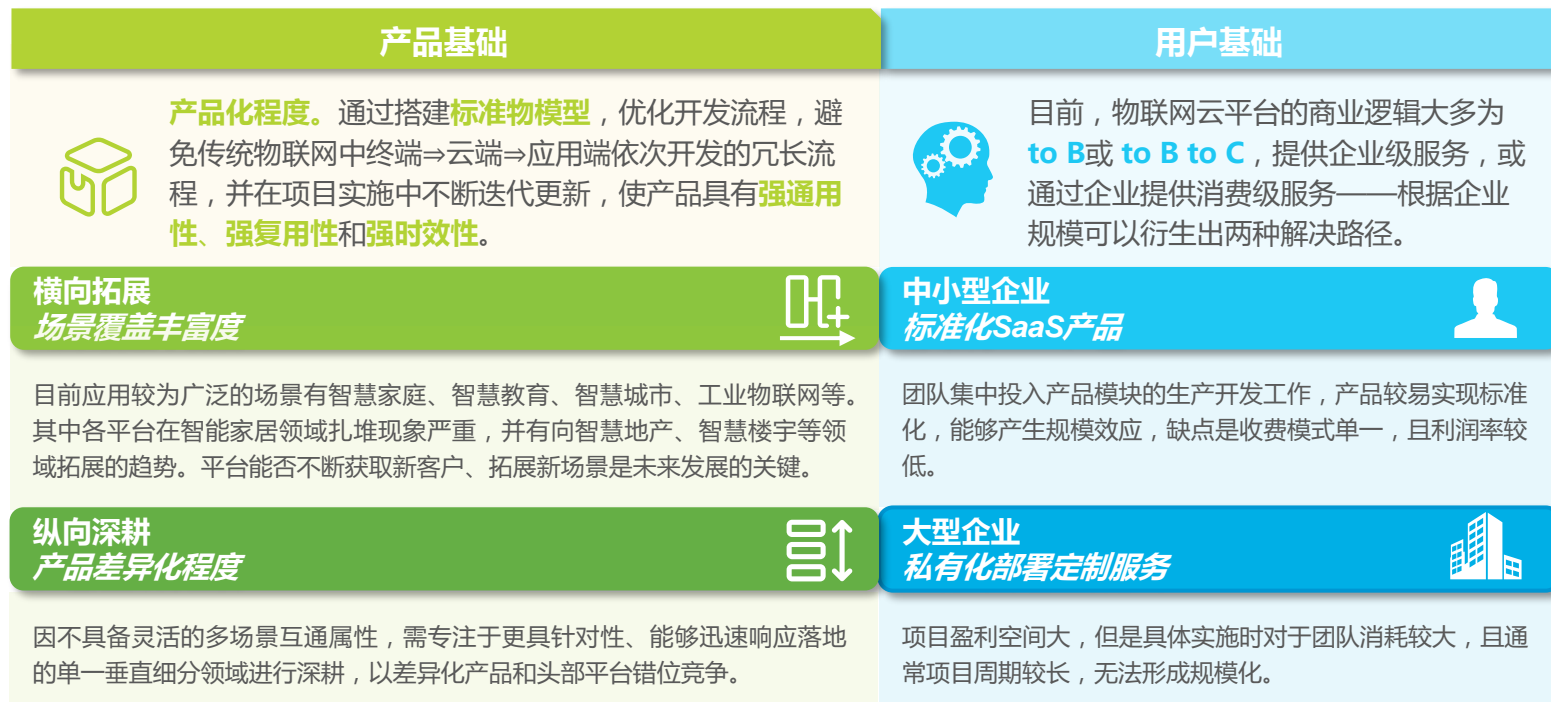 产品基础
产品化程度。通过搭建标准物模型，优化开发流程，避
免传统物联网中终端⇒云端⇒应用端依次开发的冗长流
程，并在项目实施中不断迭代更新，使产品具有强通用
性、强复用性和强时效性。
横向拓展
场景覆盖丰富度
目前应用较为广泛的场景有智慧家庭、智慧教育、智慧城市、工业物联网等。
其中各平台在智能家居领域扎堆现象严重，并有向智慧地产、智慧楼宇等领
域拓展的趋势。平台能否不断获取新客户、拓展新场景是未来发展的关键。
纵向深耕
产品差异化程度
因不具备灵活的多场景互通属性，需专注于更具针对性、能够迅速响应落地
的单一垂直细分领域进行深耕，以差异化产品和头部平台错位竞争。
用户基础
目前，物联网云平台的商业逻辑大多为
to B或 to B to C，提供企业级服务，或
通过企业提供消费级服务——根据企业
规模可以衍生出两种解决路径。
中小型企业
标准化SaaS产品
团队集中投入产品模块的生产开发工作，产品较易实现标准
化，能够产生规模效应，缺点是收费模式单一，且利润率较
低。
大型企业
私有化部署定制服务
项目盈利空间大，但是具体实施时对于团队消耗较大，且通
常项目周期较长，无法形成规模化。